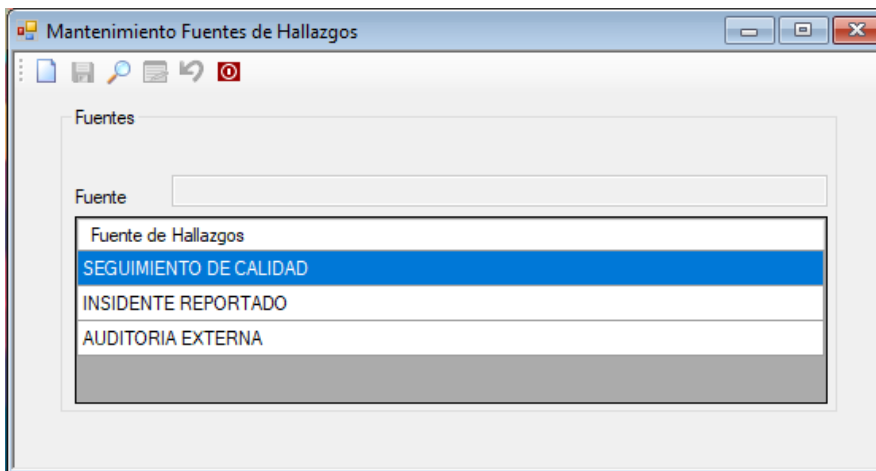 Mantenimiento Fuentes de Hallazgos
Fuentes
Fuente
Fuente de Hallazgos
SEGUIMIENTO DE CALIDAD
INSIDENTE REPORTADO
AUDITORIA EXTERNA